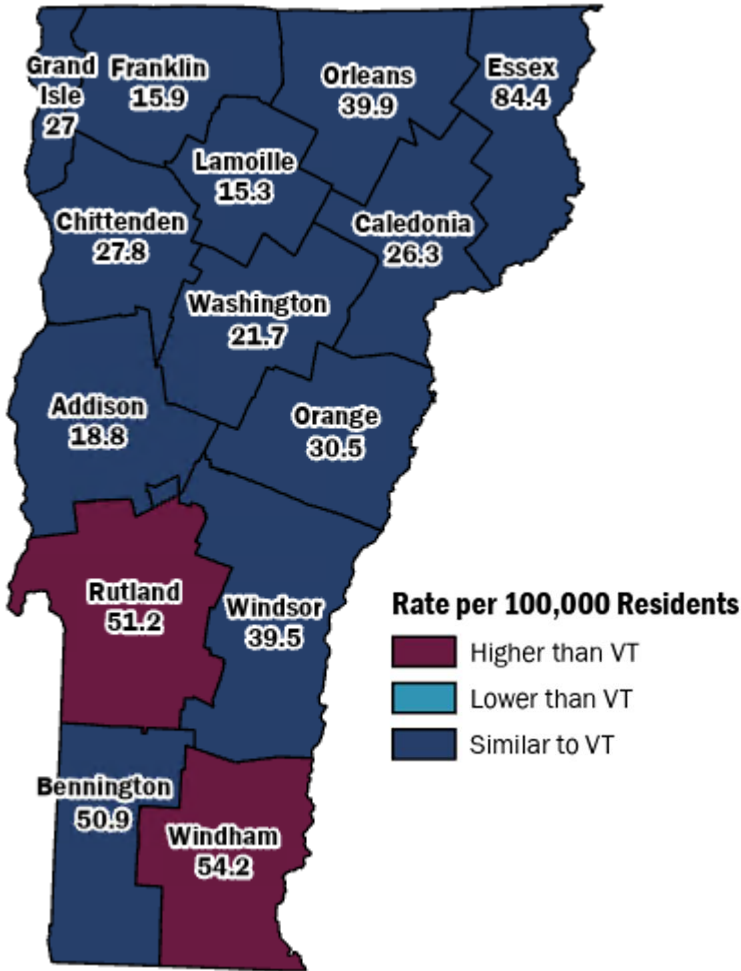 Grand
Isle
27
Franklin
15.9
Orleans
39.9
Essex
84.4
Lamoille
15.3
Chittenden
27.8
Caledonia
26.3
Washington
21.7
Addison
18.8
Orange
30.5
Rutland
51.2
Windsor
39.5
Bennington
50.9
Windham
54.2
Rate per 100,000 Residents
Higher than VT
Lower than VT
Similar to VT